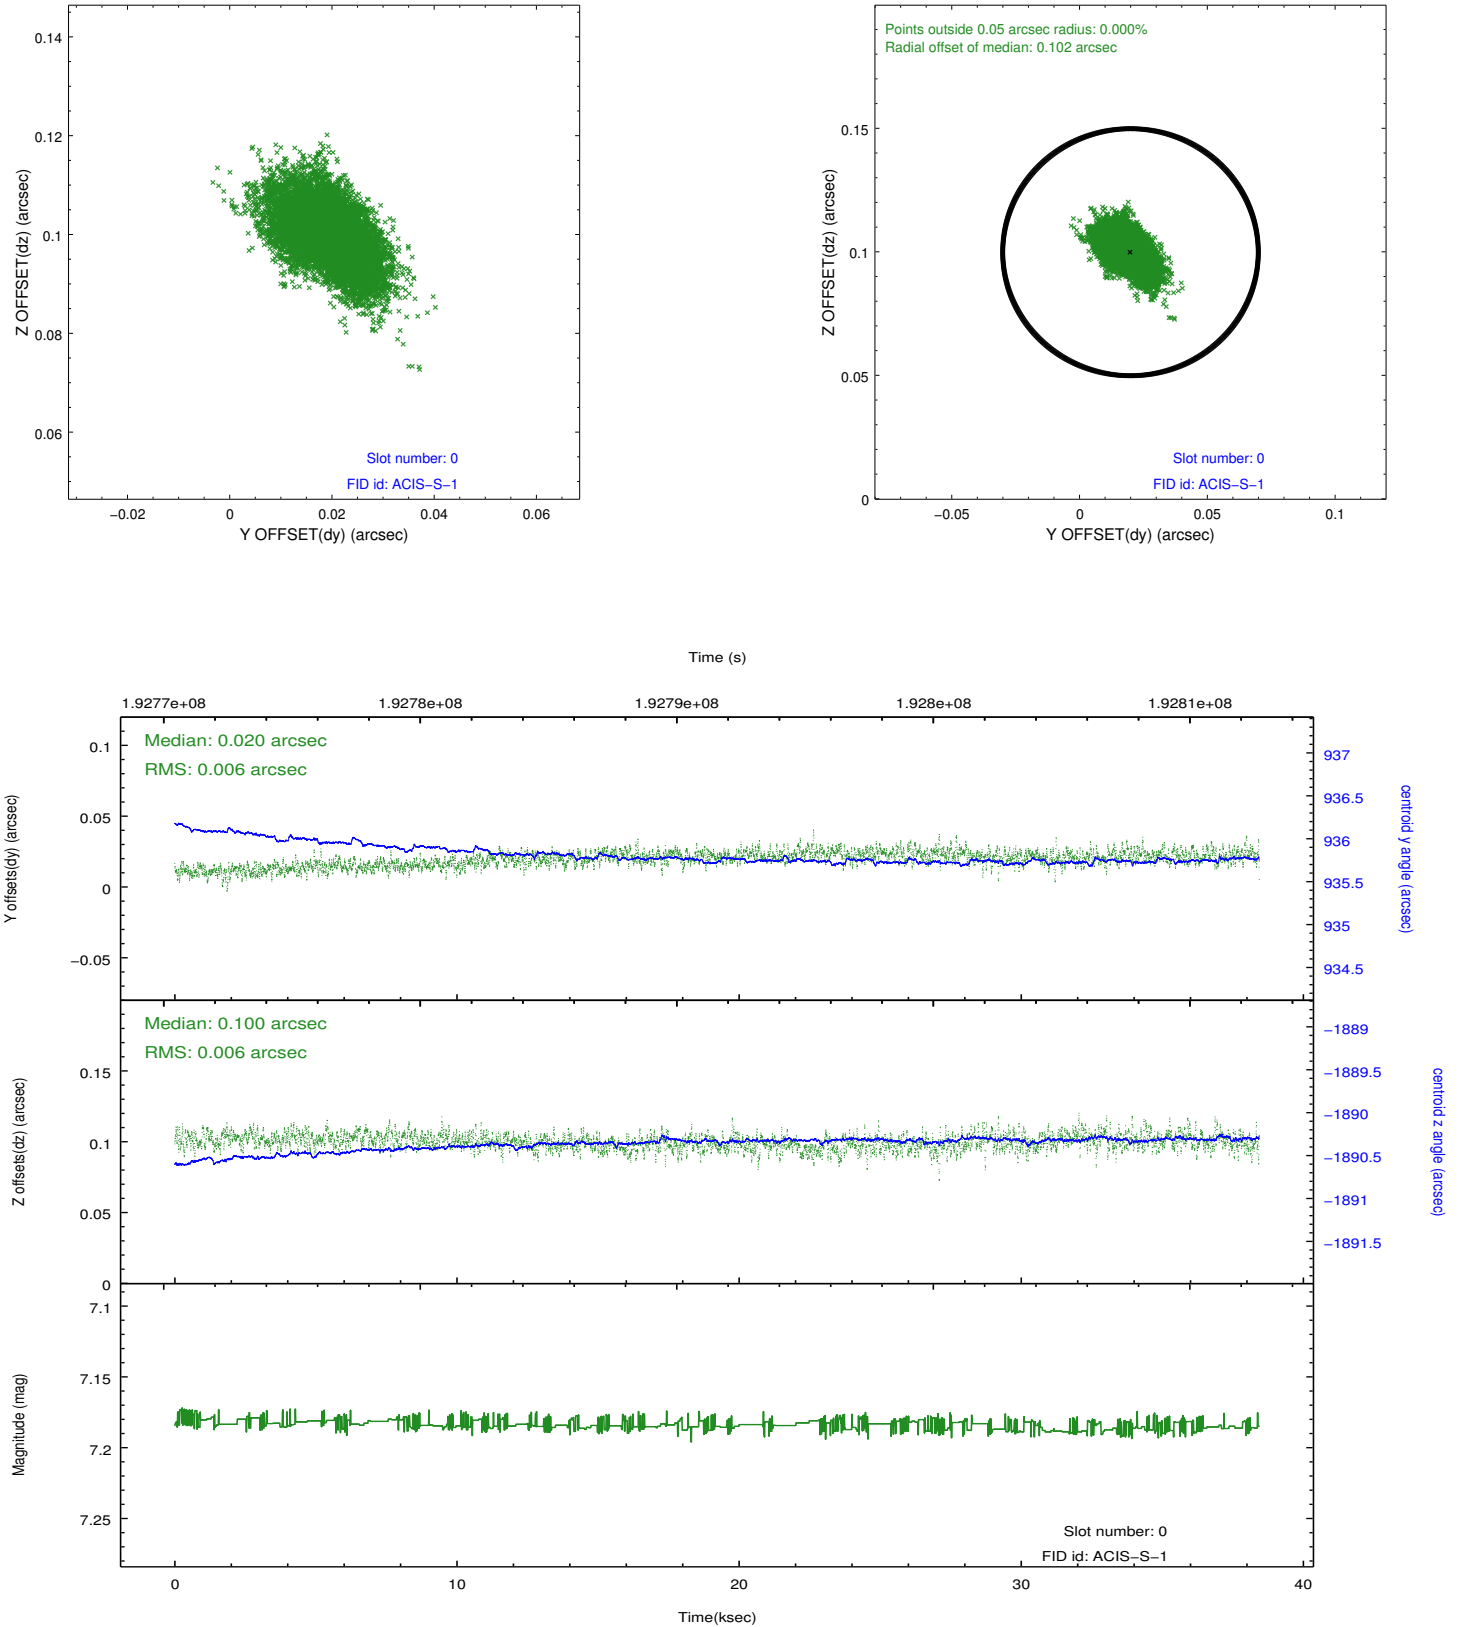 0.14
0.12
0.1
0.08
0.06
Z OFFSET(dz) (arcsec)
Slot number: 0
FID id: ACIS−S−1
−0.02
0
0.02
0.04
0.06
Y OFFSET(dy) (arcsec)
Points outside 0.05 arcsec radius: 0.000%
Radial offset of median: 0.102 arcsec
0.15
0.1
0.05
0
Z OFFSET(dz) (arcsec)
Slot number: 0
FID id: ACIS−S−1
−0.05
0
0.05
0.1
Y OFFSET(dy) (arcsec)
Time (s)
1.9277e+08
1.9278e+08
1.9279e+08
1.928e+08
1.9281e+08
Median: 0.020 arcsec
RMS: 0.006 arcsec
0.1
0.05
0
−0.05
Y offsets(dy) (arcsec)
937
936.5
936
935.5
935
934.5
centroid y angle (arcsec)
Median: 0.100 arcsec
RMS: 0.006 arcsec
0.15
0.1
0.05
0
Z offsets(dz) (arcsec)
−1889
−1889.5
−1890
−1890.5
−1891
−1891.5
centroid z angle (arcsec)
7.1
7.15
7.2
7.25
Magnitude (mag)
Slot number: 0
FID id: ACIS−S−1
0
10
20
30
40
Time(ksec)